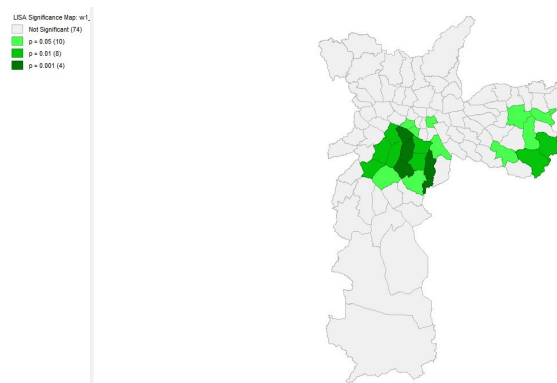 LISA Significance Map: w1_
Not Significant (74)
p = 0.05 (10)
p = 0.01 (8)
p = 0.001 (4)